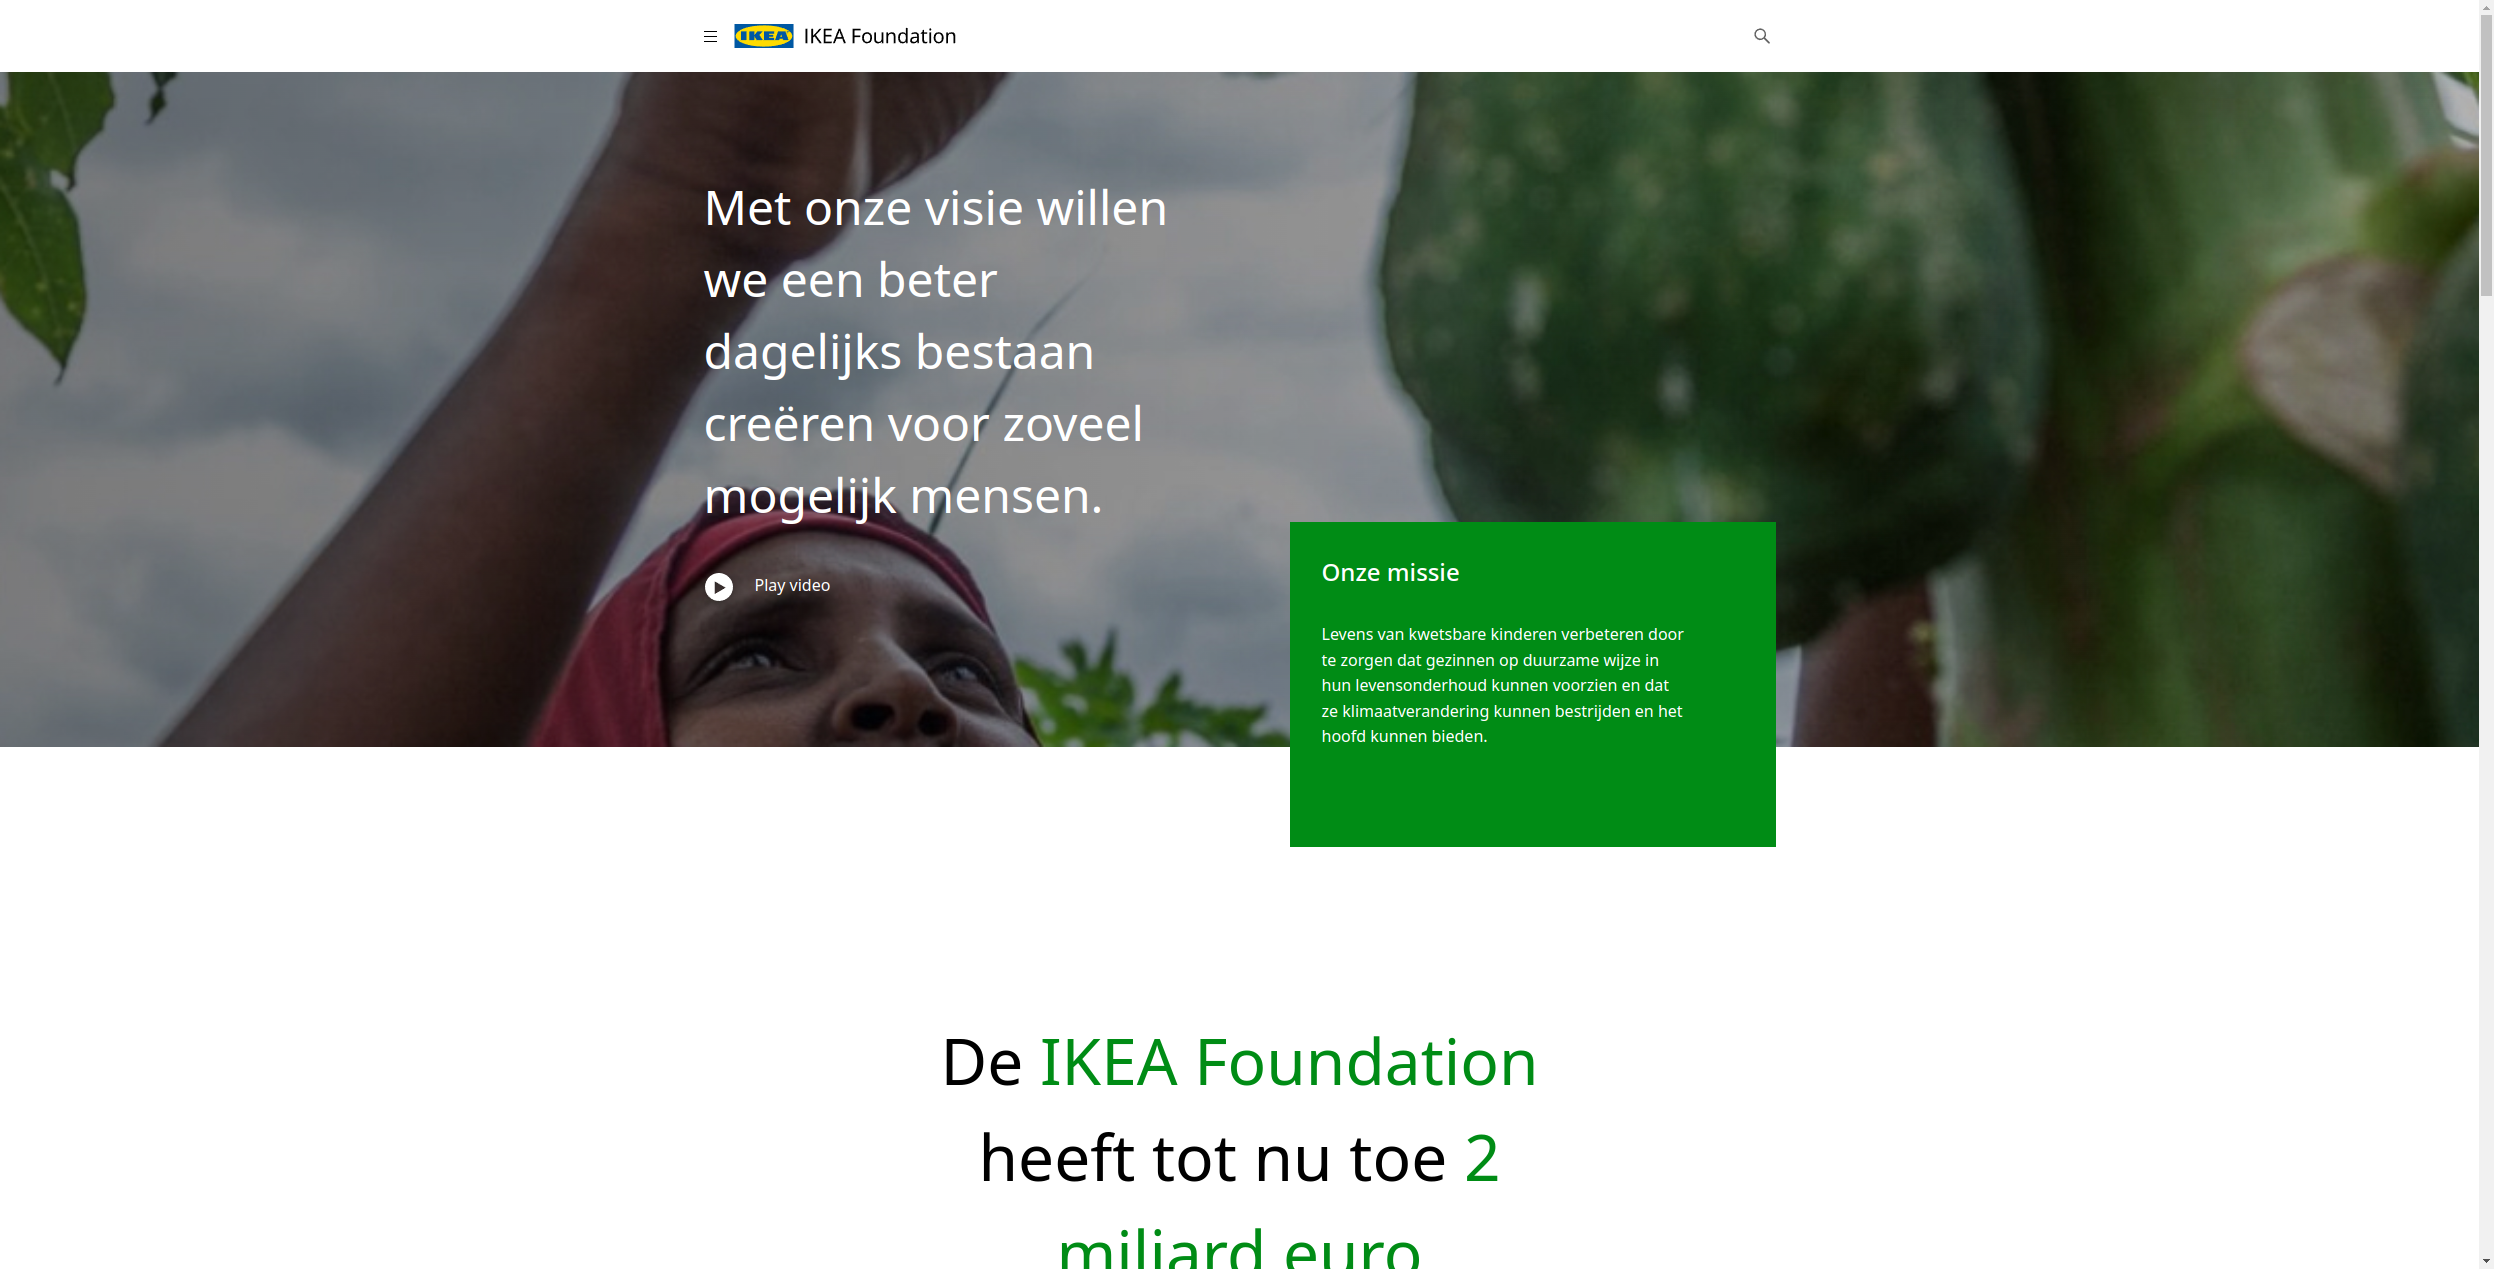 IKEA IKEA Foundation
Met onze visie willen
we een beter
dagelijks bestaan
creëren voor zoveel
mogelijk mensen.
Play video
Onze missie
Levens van kwetsbare kinderen verbeteren door
te zorgen dat gezinnen op duurzame wijze in
hun levensonderhoud kunnen voorzien en dat
ze klimaatverandering kunnen bestrijden en het
hoofd kunnen bieden.
De IKEA Foundation
heeft tot nu toe 2
miljard euro